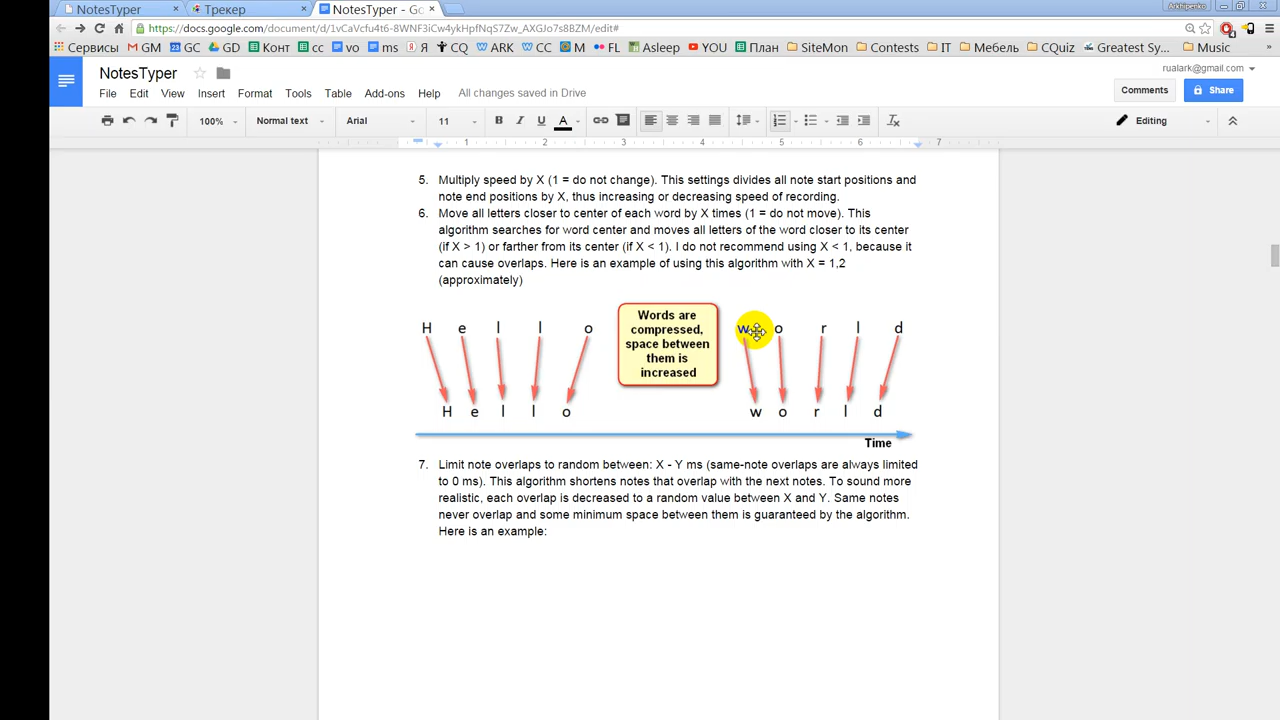 NotesTyper
Трекер
NotesTyper - Go
Arkhipenko
https://docs.google.com/document/d/1vCaVcfu4t6-8WNF3iCw4ykHpfNqS7Zw_AXGJo7s8BZM/edit#
Сервисы GM GC GD Конт сс vo ms Я CQ WARK CC M FL Asleep YOU План SiteMon Contests IT Мебель CQuiz Greatest Sy... Music »
NotesTyper
rualark@gmail.com
File Edit View Insert Format Tools Table Add-ons Help All changes saved in Drive
Comments Share
100% Normal text Arial 11 B I U A Editing
1 2 3 4 5 6 7
5. Multiply speed by X (1 = do not change). This settings divides all note start positions and
note end positions by X, thus increasing or decreasing speed of recording.
6. Move all letters closer to center of each word by X times (1 = do not move). This
algorithm searches for word center and moves all letters of the word closer to its center
(if X > 1) or farther from its center (if X < 1). I do not recommend using X < 1, because it
can cause overlaps. Here is an example of using this algorithm with X = 1,2
(approximately)
H e l l o w o r l d
Words are
compressed,
space between
them is
increased
H e l l o w o r l d
Time
7. Limit note overlaps to random between: X - Y ms (same-note overlaps are always limited
to 0 ms). This algorithm shortens notes that overlap with the next notes. To sound more
realistic, each overlap is decreased to a random value between X and Y. Same notes
never overlap and some minimum space between them is guaranteed by the algorithm.
Here is an example: